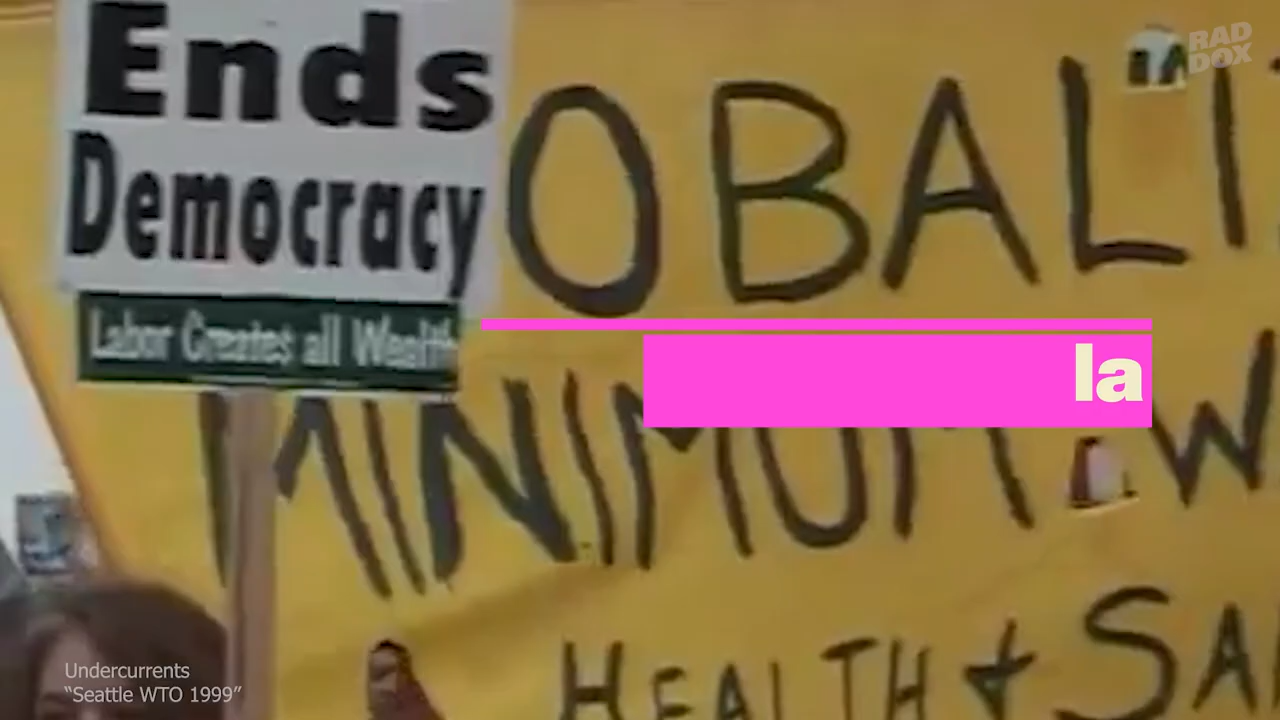 Ends
Democracy
Labor Creates all Wealth
OBALI
MINIMUM W
HEALTH & SA
la
RAD
DOX
Undercurrents
“Seattle WTO 1999”